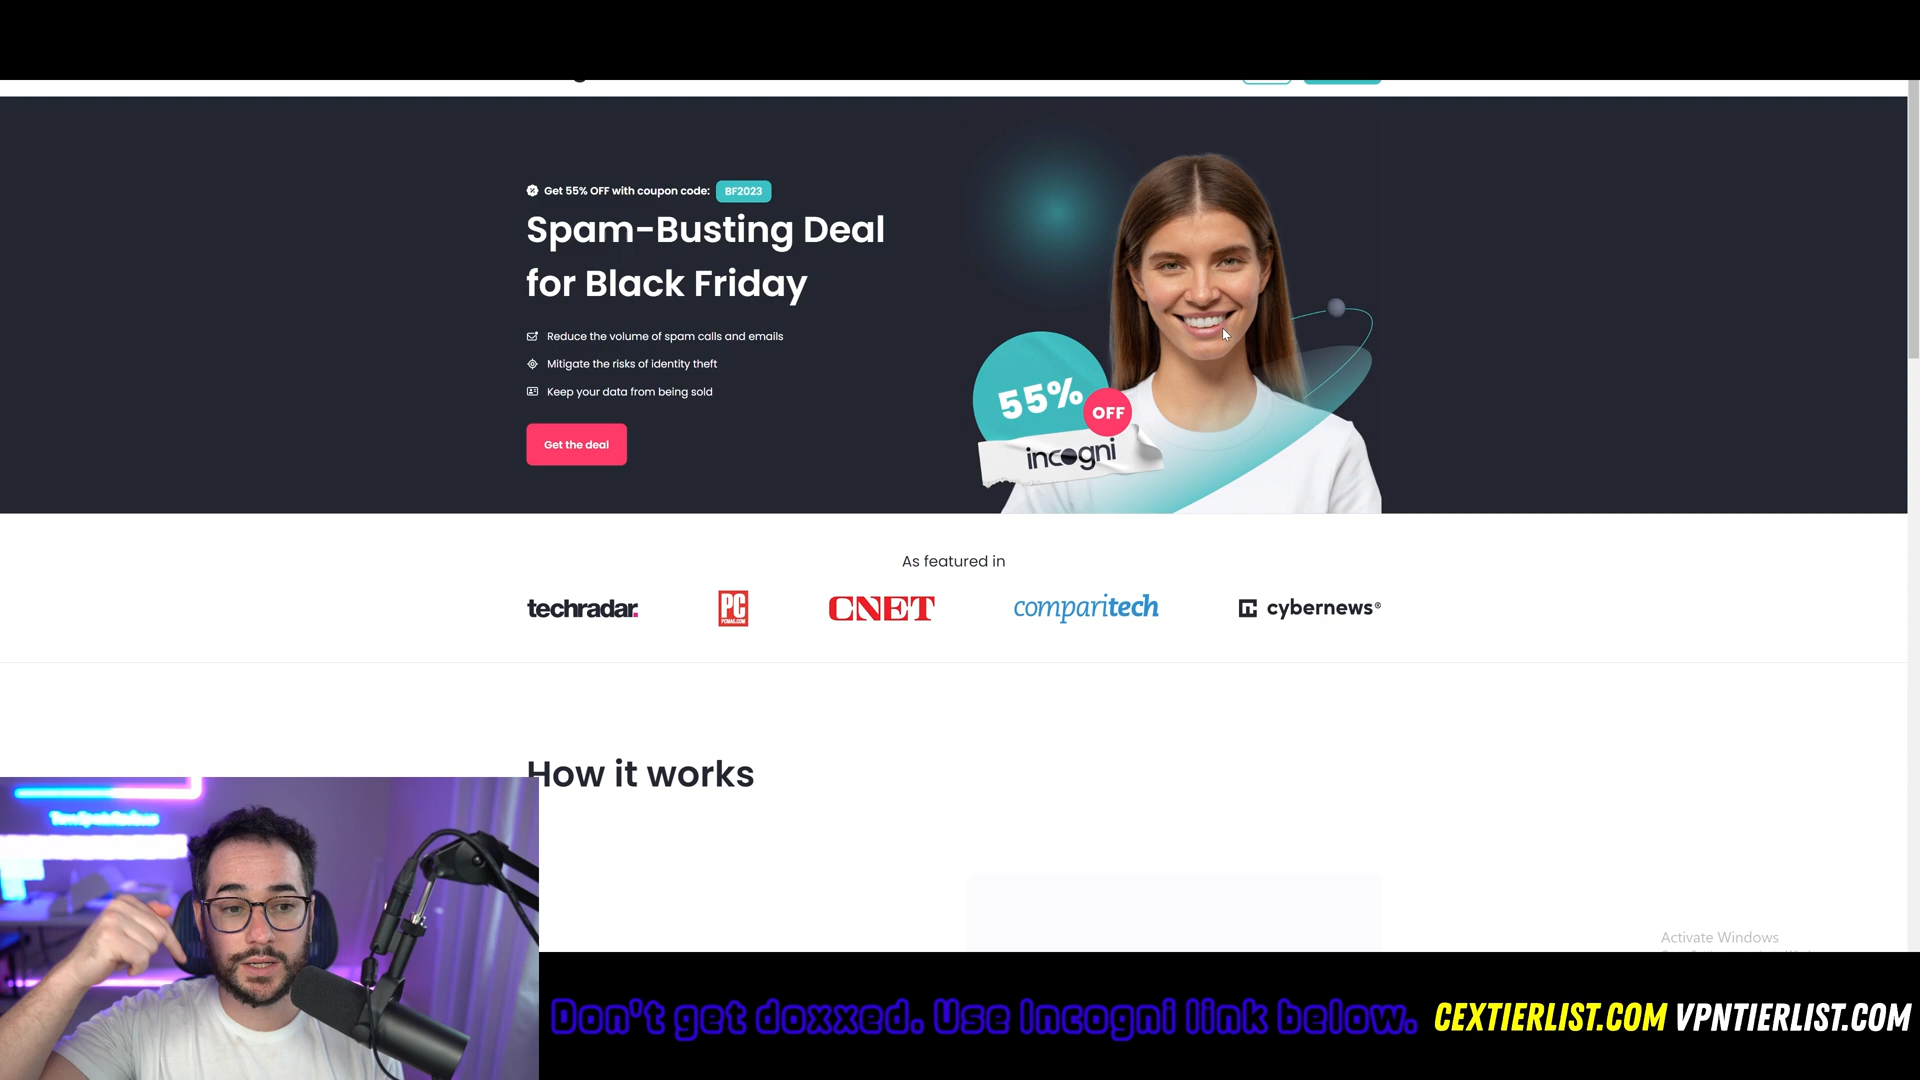 Get 55% OFF with coupon code: BF2023
Spam-Busting Deal
for Black Friday
Reduce the volume of spam calls and emails
Mitigate the risks of identity theft
Keep your data from being sold
Get the deal
55%
OFF
incogni
As featured in
techradar.
PC
PCMAG.COM
CNET
comparitech
cybernews®
How it works
Activate Windows
Don't get doxxed. Use Incogni link below.
CEXTIERLIST.COM VPNTIERLIST.COM